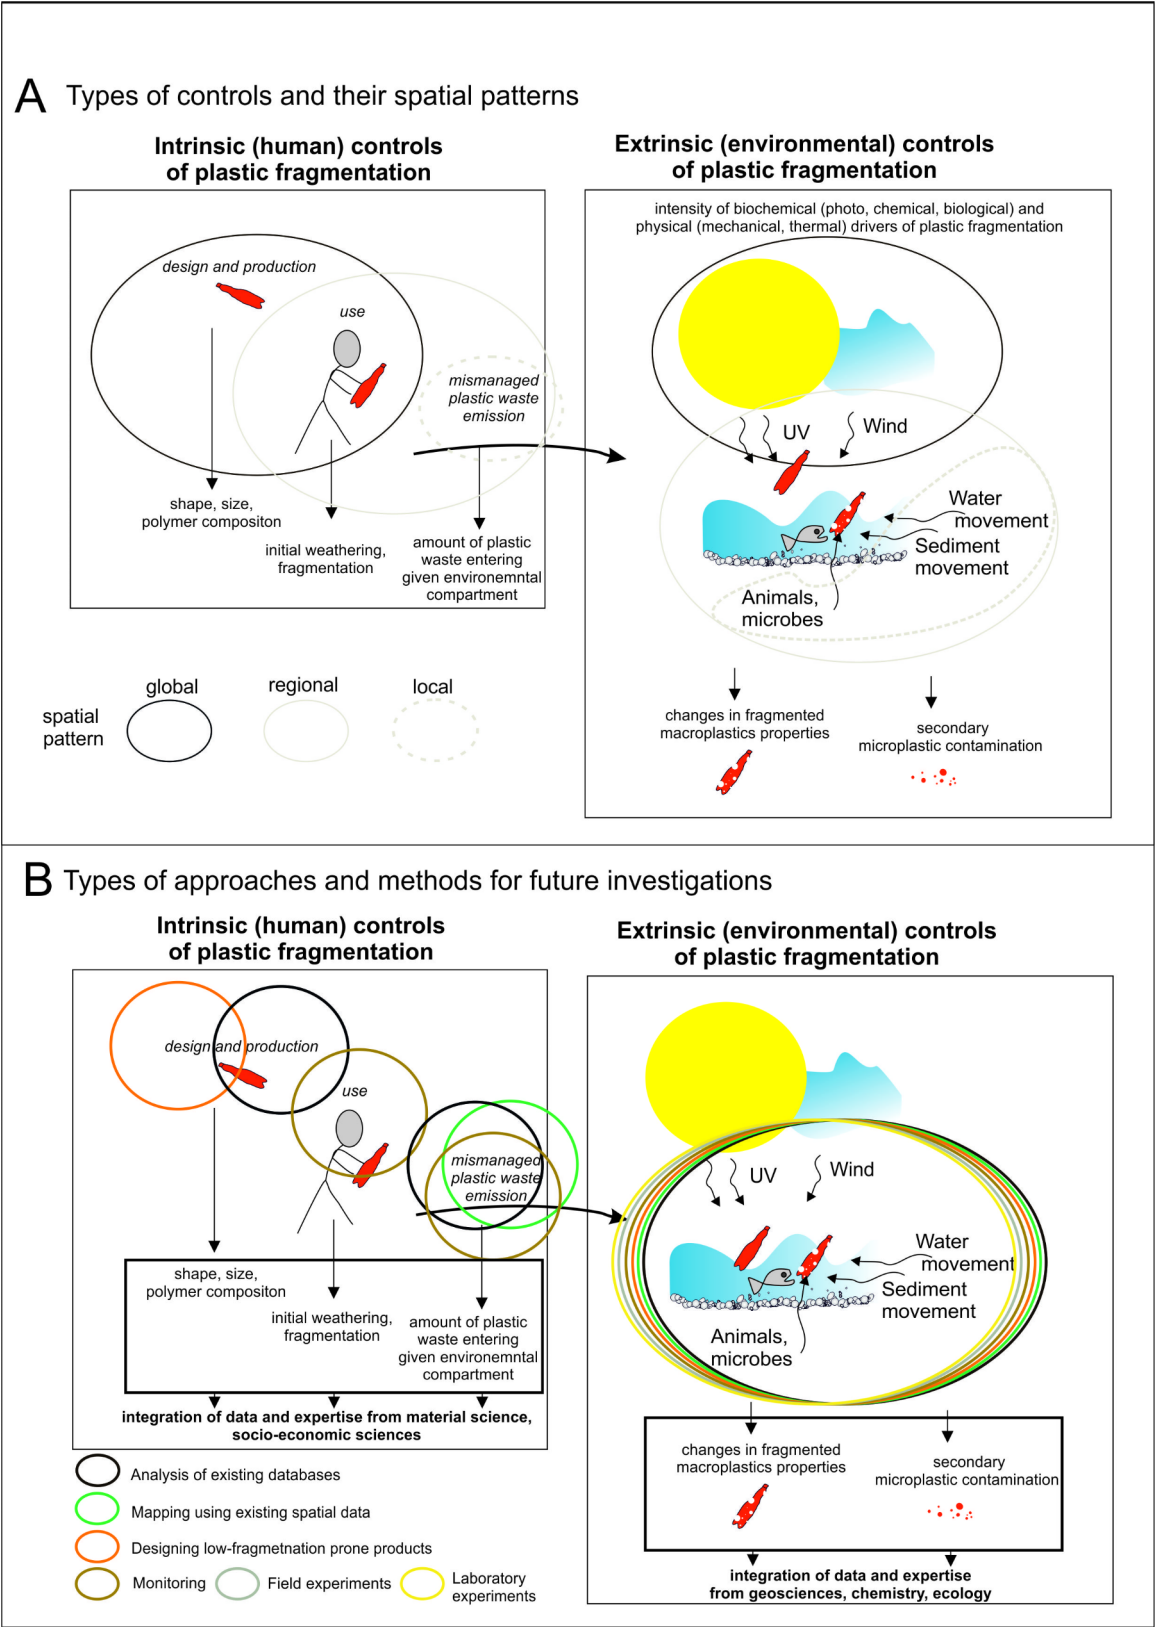 A Types of controls and their spatial patterns
Intrinsic (human) controls
of plastic fragmentation
design and production
use
mismanaged
plastic waste
emission
shape, size,
polymer compositon
initial weathering,
fragmentation
amount of plastic
waste entering
given environemntal
compartment
spatial
pattern
global
regional
local
Extrinsic (environmental) controls
of plastic fragmentation
intensity of biochemical (photo, chemical, biological) and
physical (mechanical, thermal) drivers of plastic fragmentation
UV
Wind
Water
movement
Sediment
movement
Animals,
microbes
changes in fragmented
macroplastics properties
secondary
microplastic contamination
B Types of approaches and methods for future investigations
Intrinsic (human) controls
of plastic fragmentation
design and production
use
mismanaged
plastic waste
emission
shape, size,
polymer compositon
initial weathering,
fragmentation
amount of plastic
waste entering
given environemntal
compartment
integration of data and expertise from material science,
socio-economic sciences
Analysis of existing databases
Mapping using existing spatial data
Designing low-fragmetnation prone products
Monitoring
Field experiments
Laboratory
experiments
Extrinsic (environmental) controls
of plastic fragmentation
UV
Wind
Water
movement
Sediment
movement
Animals,
microbes
changes in fragmented
macroplastics properties
secondary
microplastic contamination
integration of data and expertise
from geosciences, chemistry, ecology